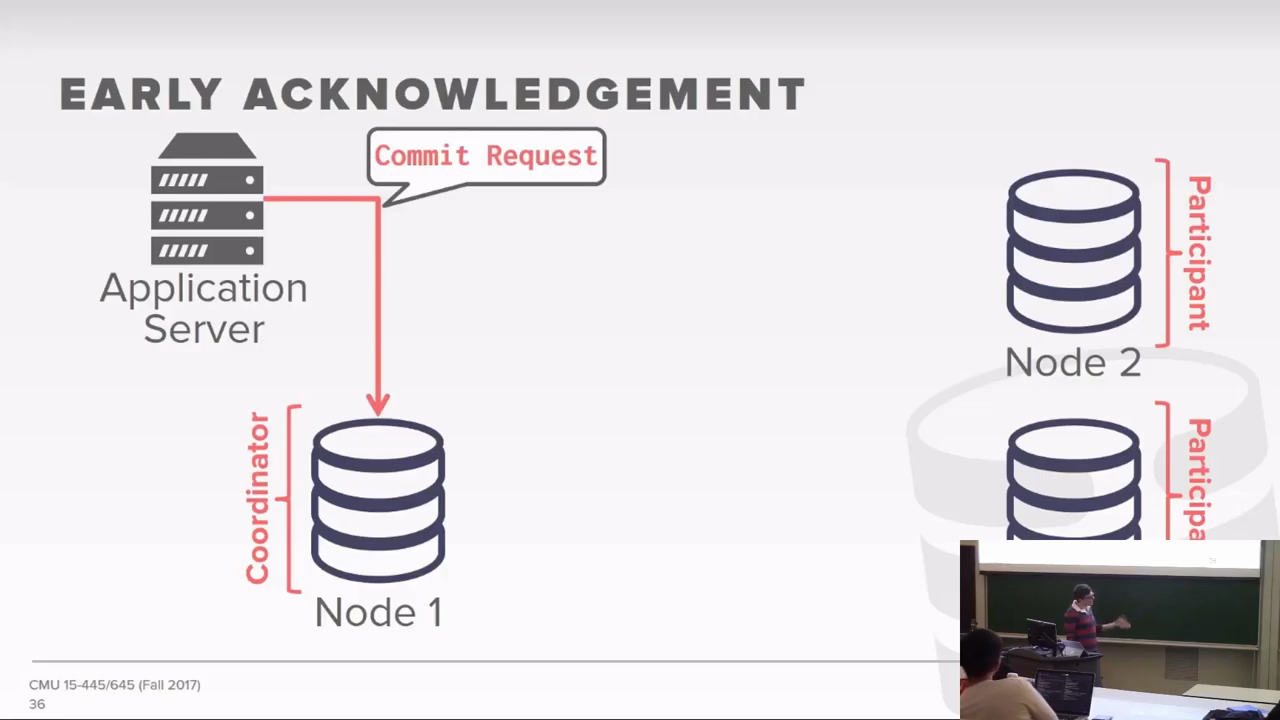 EARLY ACKNOWLEDGEMENT
Commit Request
Application
Server
Participant
Node 2
Coordinator
Node 1
Participa
CMU 15-445/645 (Fall 2017)
36